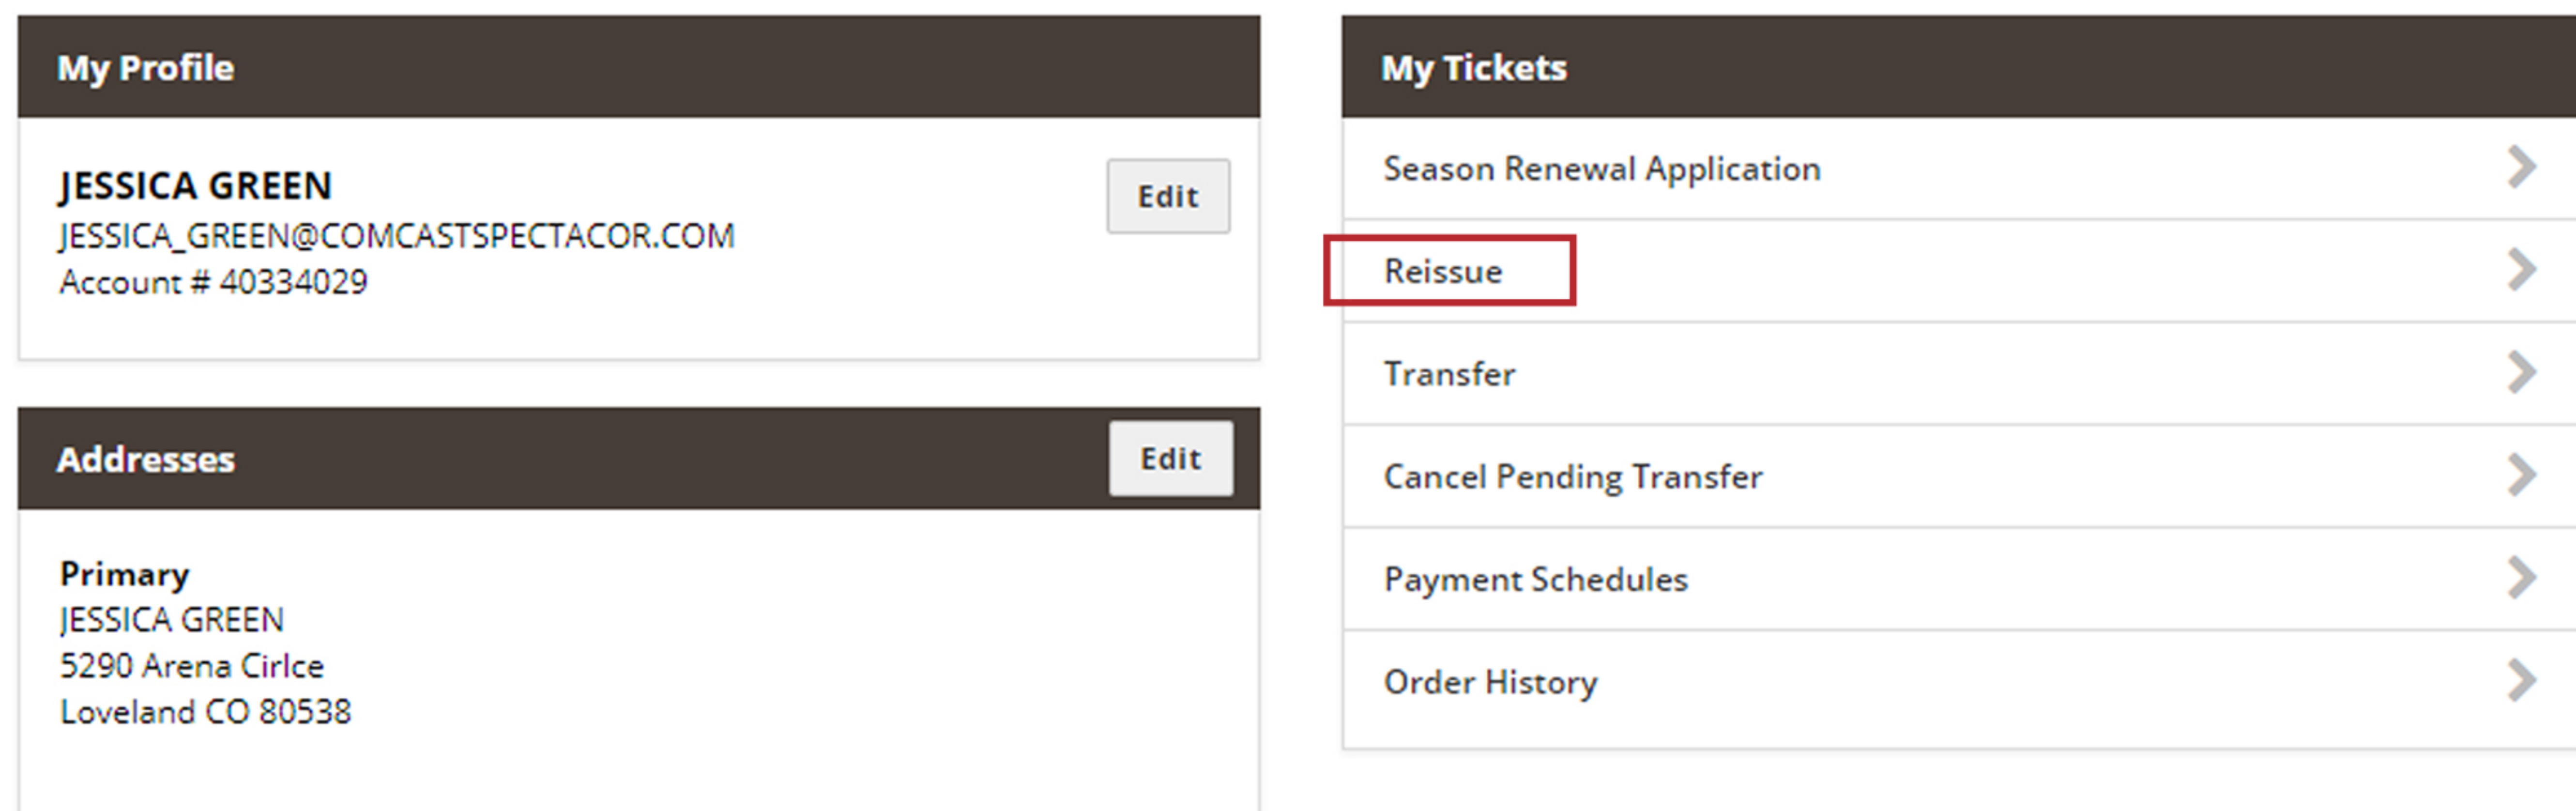 My Profile
JESSICA GREEN
Edit
JESSICA_GREEN@COMCASTSPECTACOR.COM
Account # 40334029
Addresses
Edit
Primary
JESSICA GREEN
5290 Arena Cirlce
Loveland CO 80538
My Tickets
Season Renewal Application
Reissue
Transfer
Cancel Pending Transfer
Payment Schedules
Order History